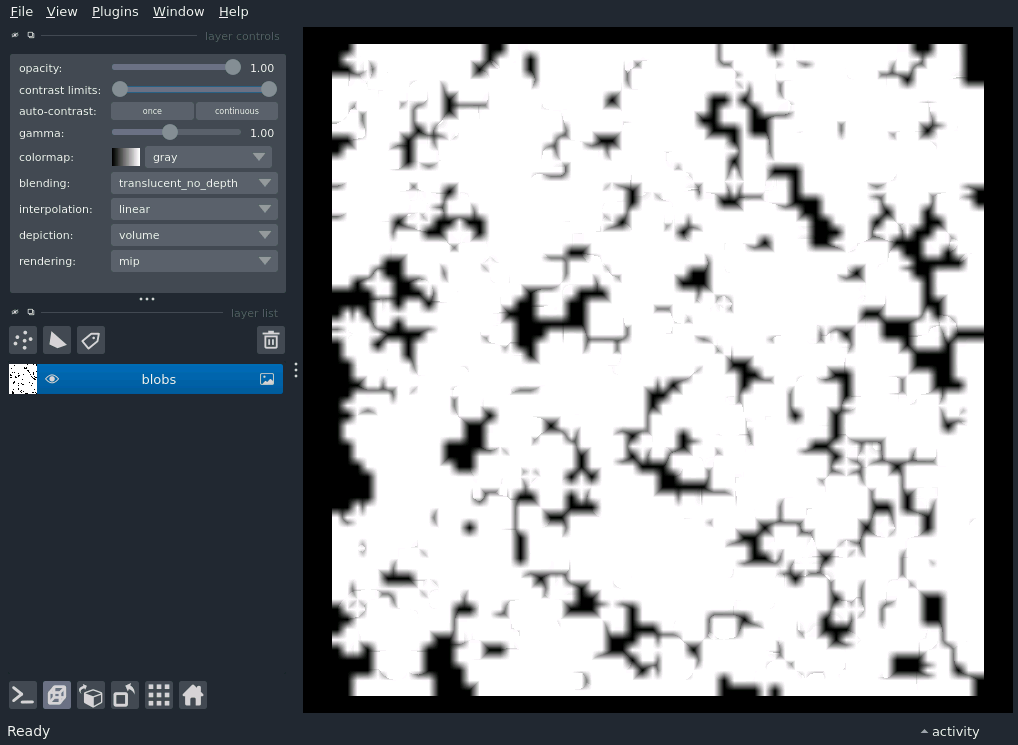 File View Plugins Window Help
layer controls
opacity: 1.00
contrast limits:
auto-contrast: once continuous
gamma: 1.00
colormap: gray
blending: translucent_no_depth
interpolation: linear
depiction: volume
rendering: mip
layer list
blobs
Ready activity